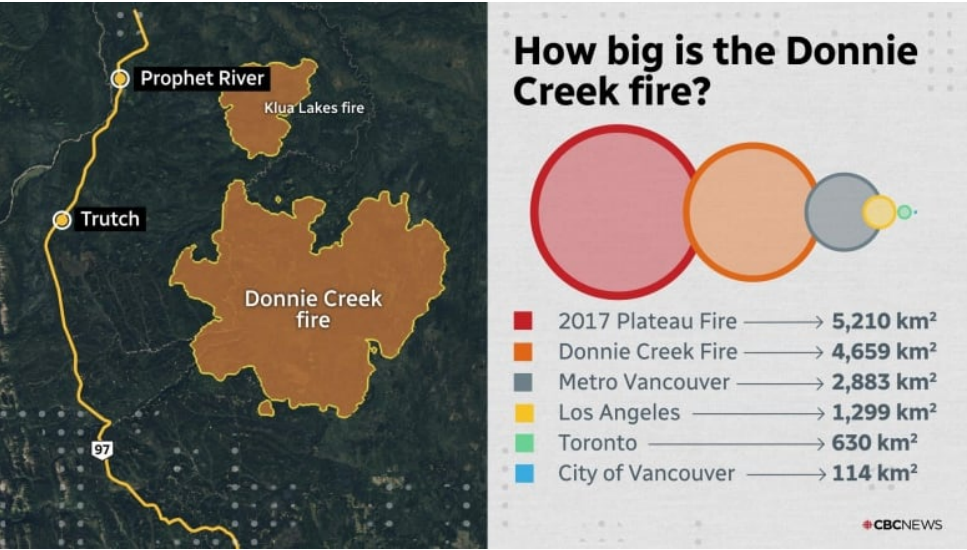 Prophet River
Klua Lakes fire
Trutch
Donnie Creek
fire
97
How big is the Donnie
Creek fire?
2017 Plateau Fire 5,210 km²
Donnie Creek Fire 4,659 km²
Metro Vancouver 2,883 km²
Los Angeles 1,299 km²
Toronto 630 km²
City of Vancouver 114 km²
CBCNEWS